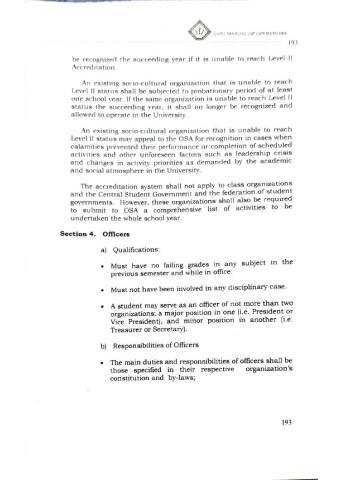 MANUAL OF OPERATIONS
193
be recognized the succeeding year if it is unable to reach Level II
Accreditation.
An existing socio-cultural organization that is unable to reach
Level II status shall be subjected to probationary period of at least
one school year. If the same organization is unable to reach Level II
status the succeeding year, it shall no longer be recognized and
allowed to operate in the University.
An existing socio-cultural organization that is unable to reach
Level II status may appeal to the OSA for recognition in cases when
calamities prevented their performance or completion of scheduled
activities and other unforeseen factors such as leadership crisis
and changes in activity priorities as demanded by the academic
and social atmosphere in the University.
The accreditation system shall not apply to class organizations
and the Central Student Government and the federation of student
governments. However, these organizations shall also be required
to submit to OSA a comprehensive list of activities to be
undertaken the whole school year.
Section 4. Officers
a) Qualifications:
• Must have no failing grades in any subject in the
previous semester and while in office.
• Must not have been involved in any disciplinary case.
• A student may serve as an officer of not more than two
organizations; a major position in one (i.e. President or
Vice President), and minor position in another (i.e.
Treasurer or Secretary).
b) Responsibilities of Officers
• The main duties and responsibilities of officers shall be
those specified in their respective organization's
constitution and by-laws;
193